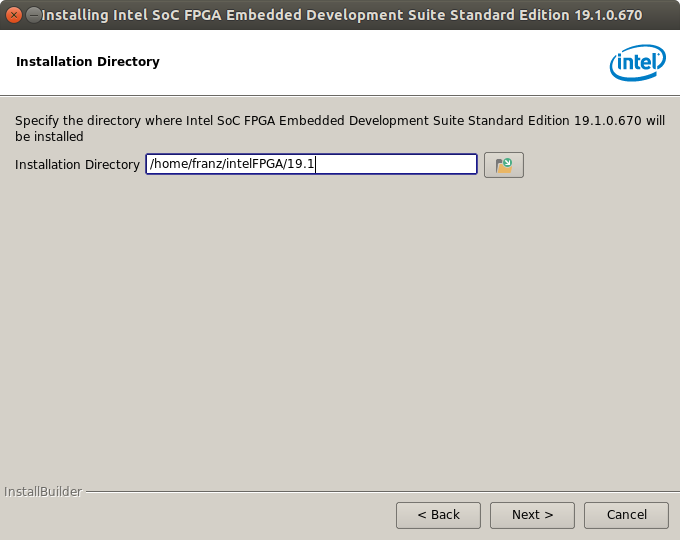 Installing Intel SoC FPGA Embedded Development Suite Standard Edition 19.1.0.670
Installation Directory
intel
Specify the directory where Intel SoC FPGA Embedded Development Suite Standard Edition 19.1.0.670 will
be installed
Installation Directory /home/franz/intelFPGA/19.1
InstallBuilder
< Back Next > Cancel